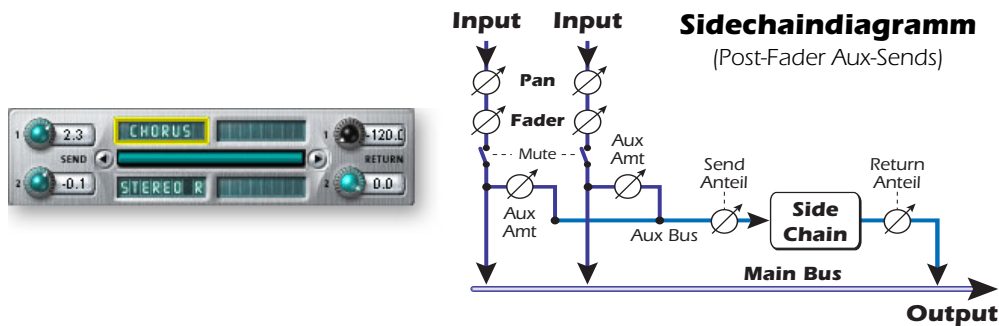 1 2.3 CHORUS 1 -120.0
SEND RETURN
2 -0.1 STEREO R 2 0.0
Input Input Sidechaindiagramm
(Post-Fader Aux-Sends)
Pan
Fader
Mute
Aux
Amt
Aux
Amt
Aux Bus
Send
Anteil
Side
Chain
Return
Anteil
Main Bus
Output